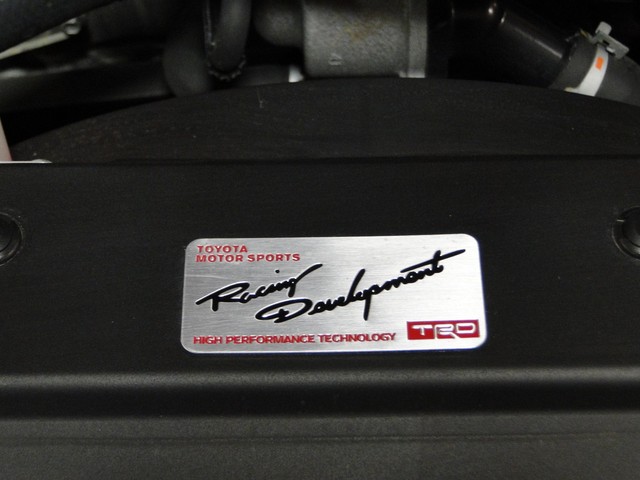 TOYOTA
MOTOR SPORTS
Racing
Development
HIGH PERFORMANCE TECHNOLOGY TRD